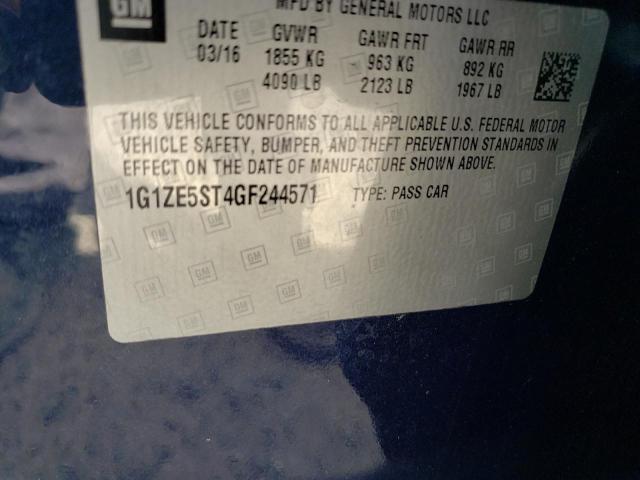 GM
MFD BY GENERAL MOTORS LLC
DATE GVWR GAWR FRT GAWR RR
03/16 1855 KG 963 KG 892 KG
4090 LB 2123 LB 1967 LB
THIS VEHICLE CONFORMS TO ALL APPLICABLE U.S. FEDERAL MOTOR
VEHICLE SAFETY, BUMPER, AND THEFT PREVENTION STANDARDS IN
EFFECT ON THE DATE OF MANUFACTURE SHOWN ABOVE.
1G1ZE5ST4GF244571 TYPE: PASS CAR